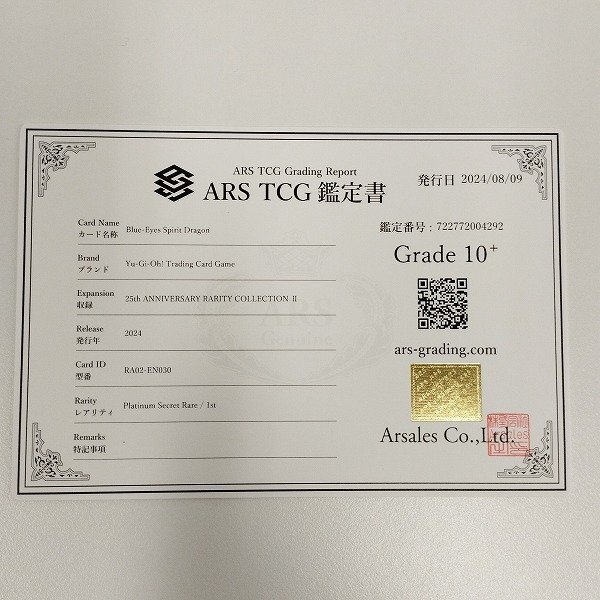 ARS TCG Grading Report
ARS TCG 鑑定書
発行日 2024/08/09
Card Name
カード名称
Blue-Eyes Spirit Dragon
鑑定番号 : 722772004292
Brand
ブランド
Yu-Gi-Oh! Trading Card Game
Grade 10+
Expansion
収録
25th ANNIVERSARY RARITY COLLECTION Ⅱ
Release
発行年
2024
ars-grading.com
Card ID
型番
RA02-EN030
Rarity
レアリティ
Platinum Secret Rare / 1st
Arsales Co.,Ltd.
Remarks
特記事項
ARS
Genuine